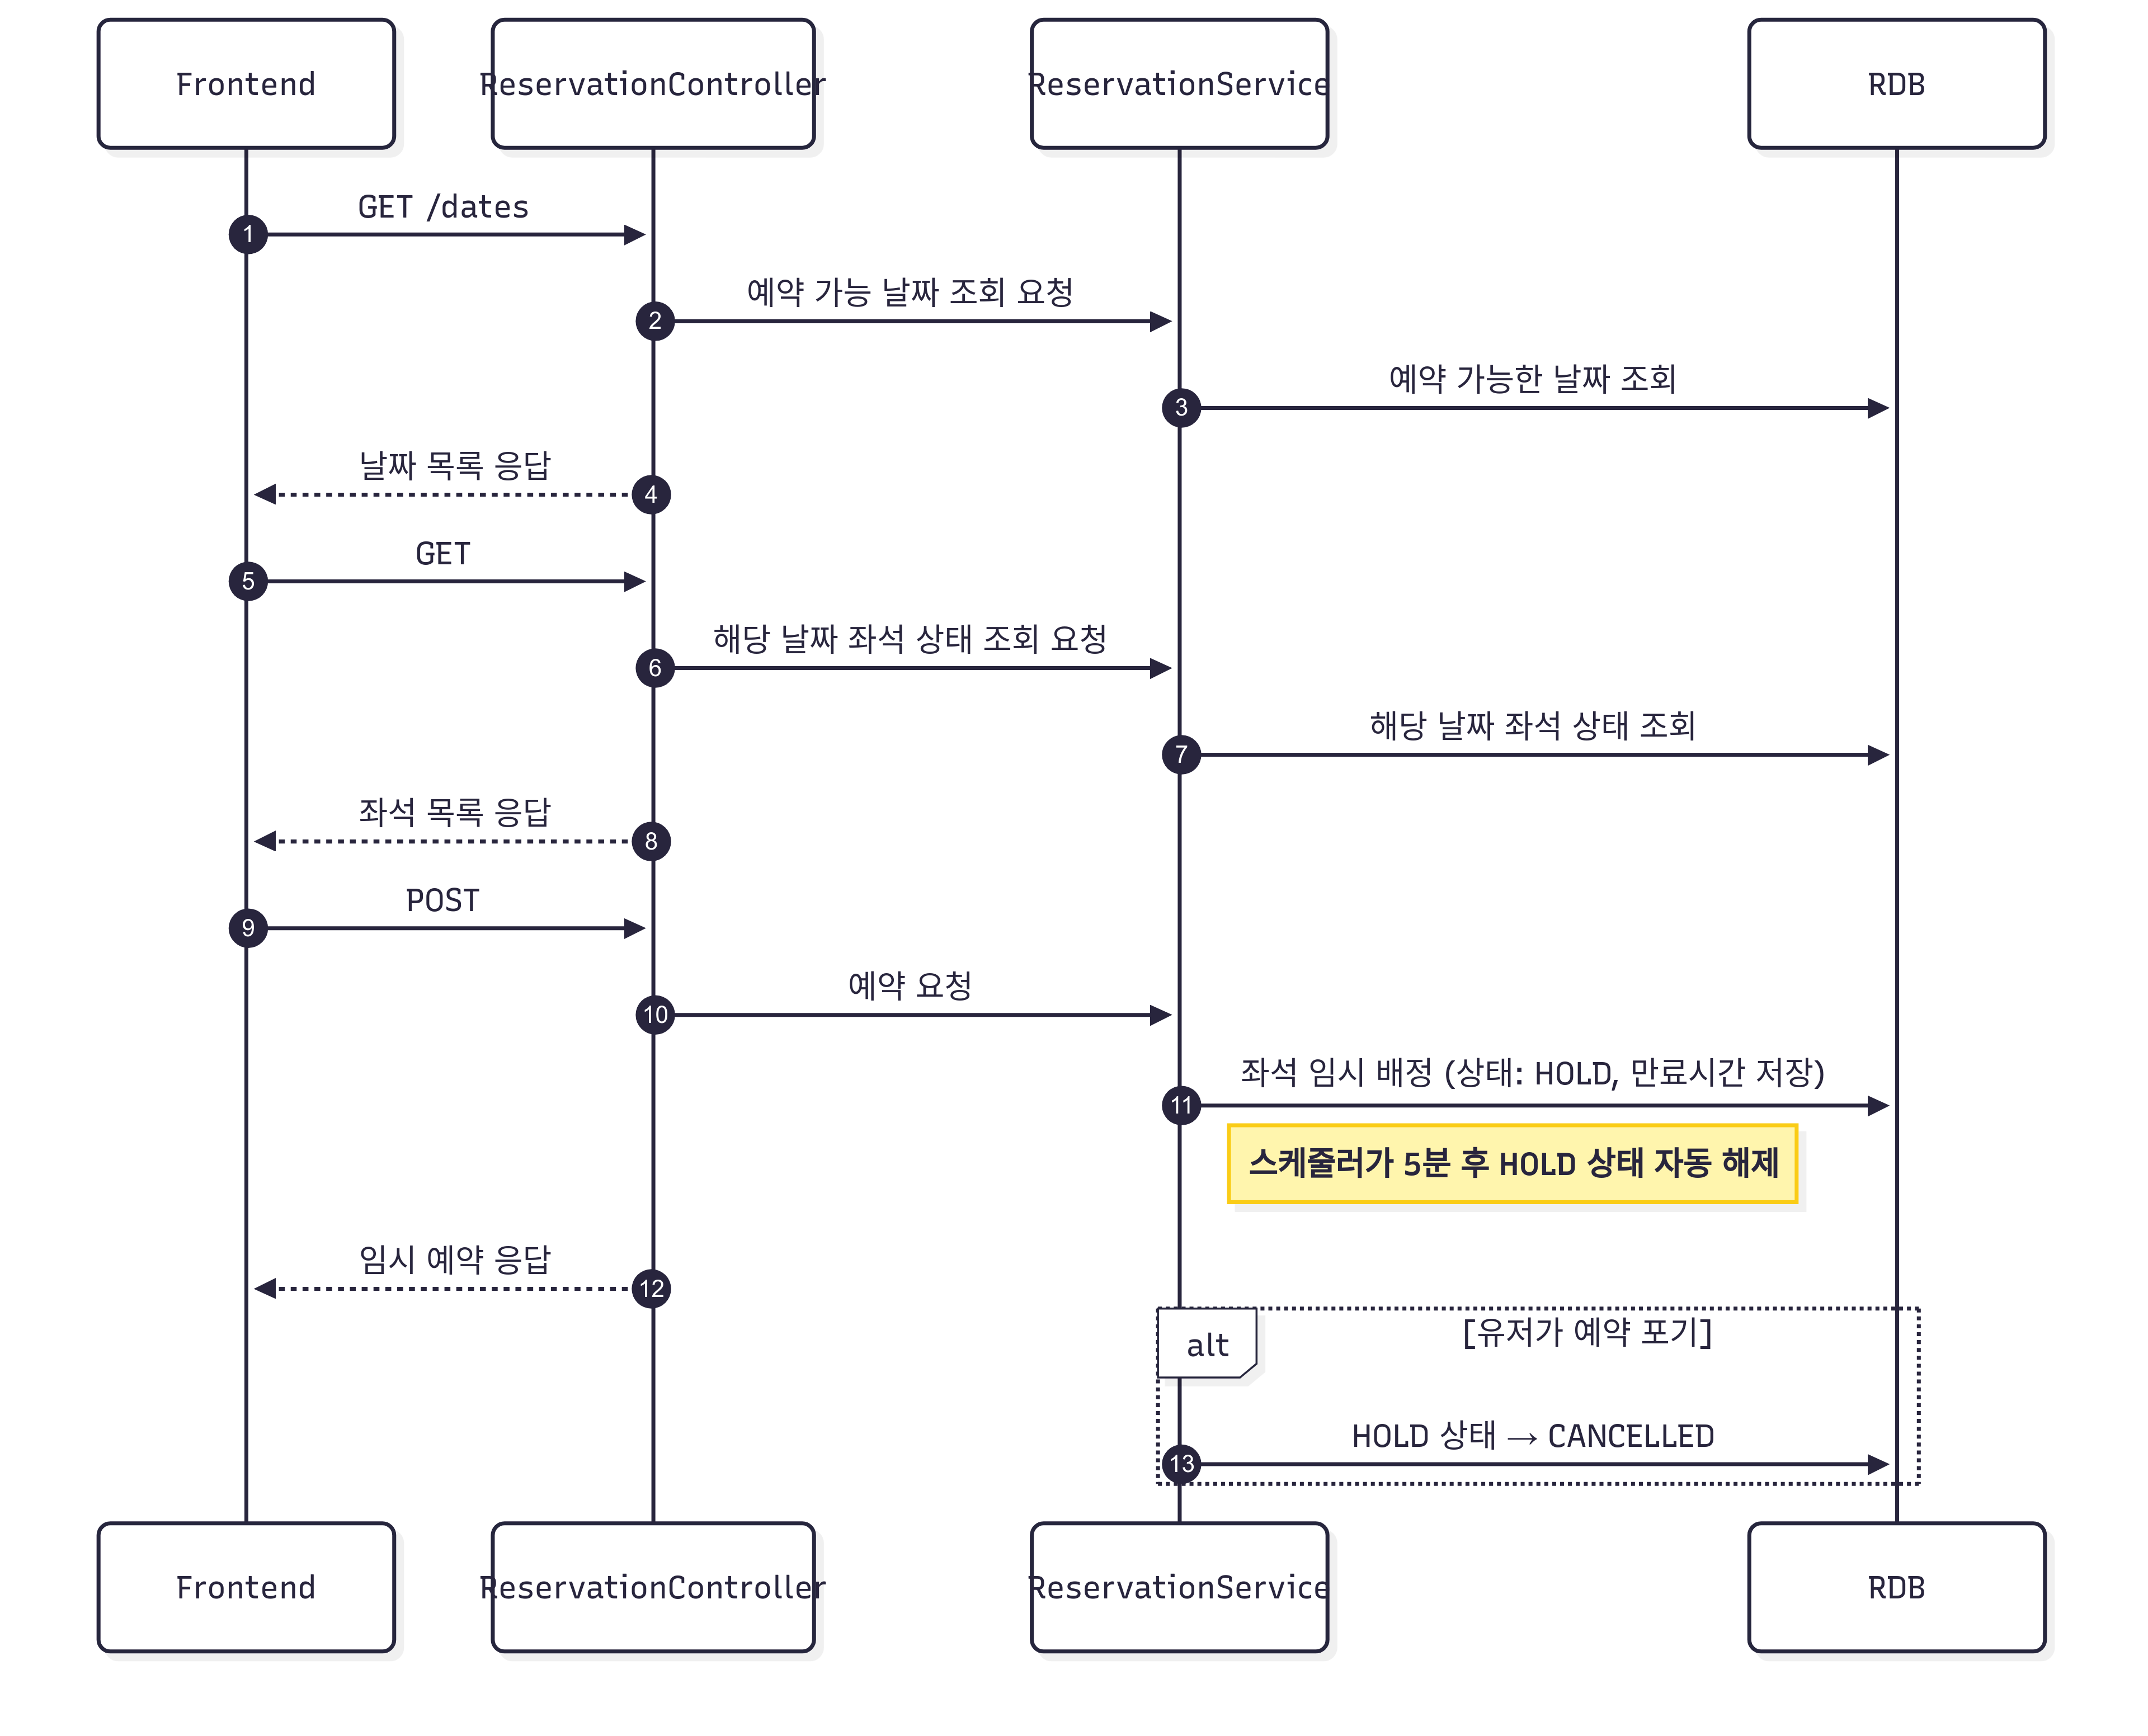 Frontend
ReservationController
ReservationService
RDB
GET /dates
1
예약 가능 날짜 조회 요청
2
예약 가능한 날짜 조회
3
날짜 목록 응답
4
GET
5
해당 날짜 좌석 상태 조회 요청
6
해당 날짜 좌석 상태 조회
7
좌석 목록 응답
8
POST
9
예약 요청
10
좌석 임시 배정 (상태: HOLD, 만료시간 저장)
11
스케줄러가 5분 후 HOLD 상태 자동 해제
임시 예약 응답
12
alt
[유저가 예약 포기]
HOLD 상태 → CANCELLED
13
Frontend
ReservationController
ReservationService
RDB